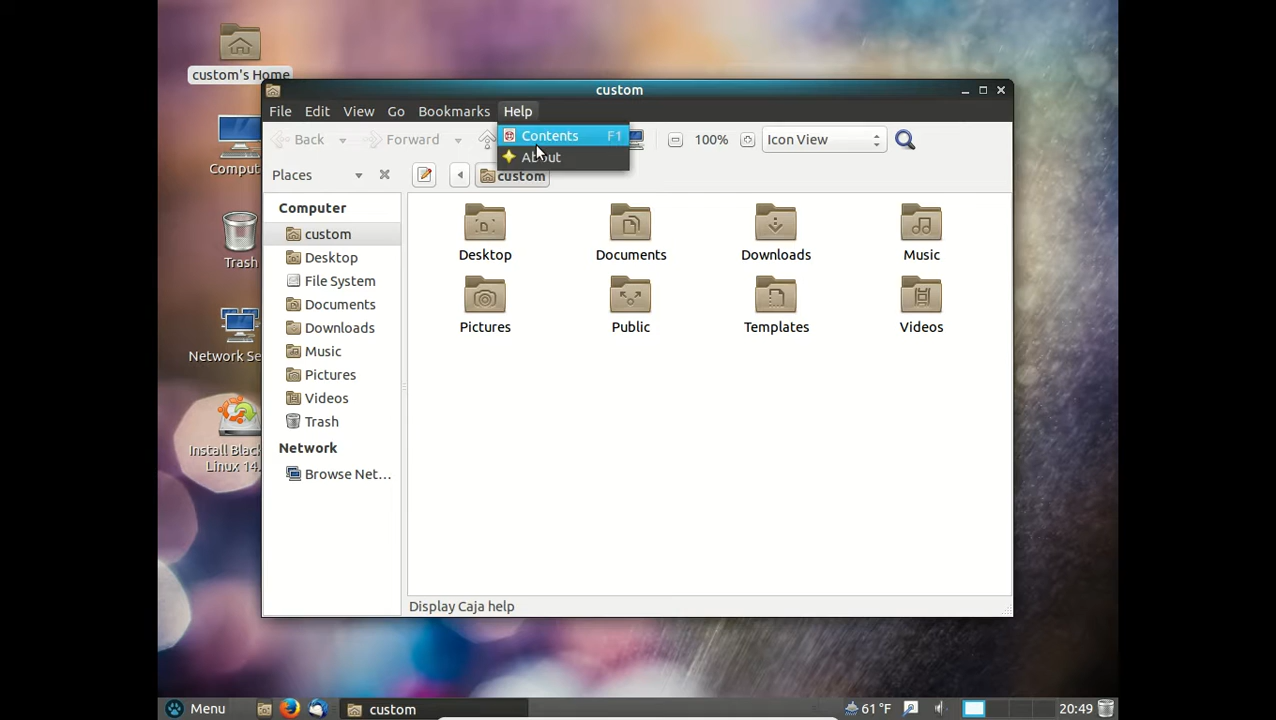 custom's Home
custom
File Edit View Go Bookmarks Help
Back Forward 100% Icon View
Contents F1
About
Places custom
Computer
custom
Desktop
File System
Documents
Downloads
Music
Pictures
Videos
Trash
Network
Browse Net...
Desktop Documents Downloads Music
Pictures Public Templates Videos
Display Caja help
Trash
Network Se
Install Blac
Linux 14.
Menu custom 61 °F 20:49